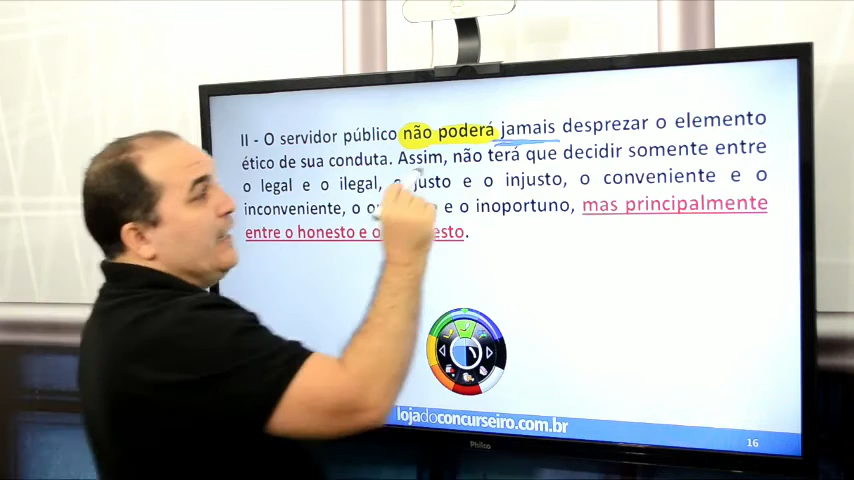 II - O servidor público não poderá jamais desprezar o elemento
ético de sua conduta. Assim, não terá que decidir somente entre
o legal e o ilegal, o justo e o injusto, o conveniente e o
inconveniente, o e o inoportuno, mas principalmente
entre o honesto e o
lojadoconcurseiro.com.br
16
Philco